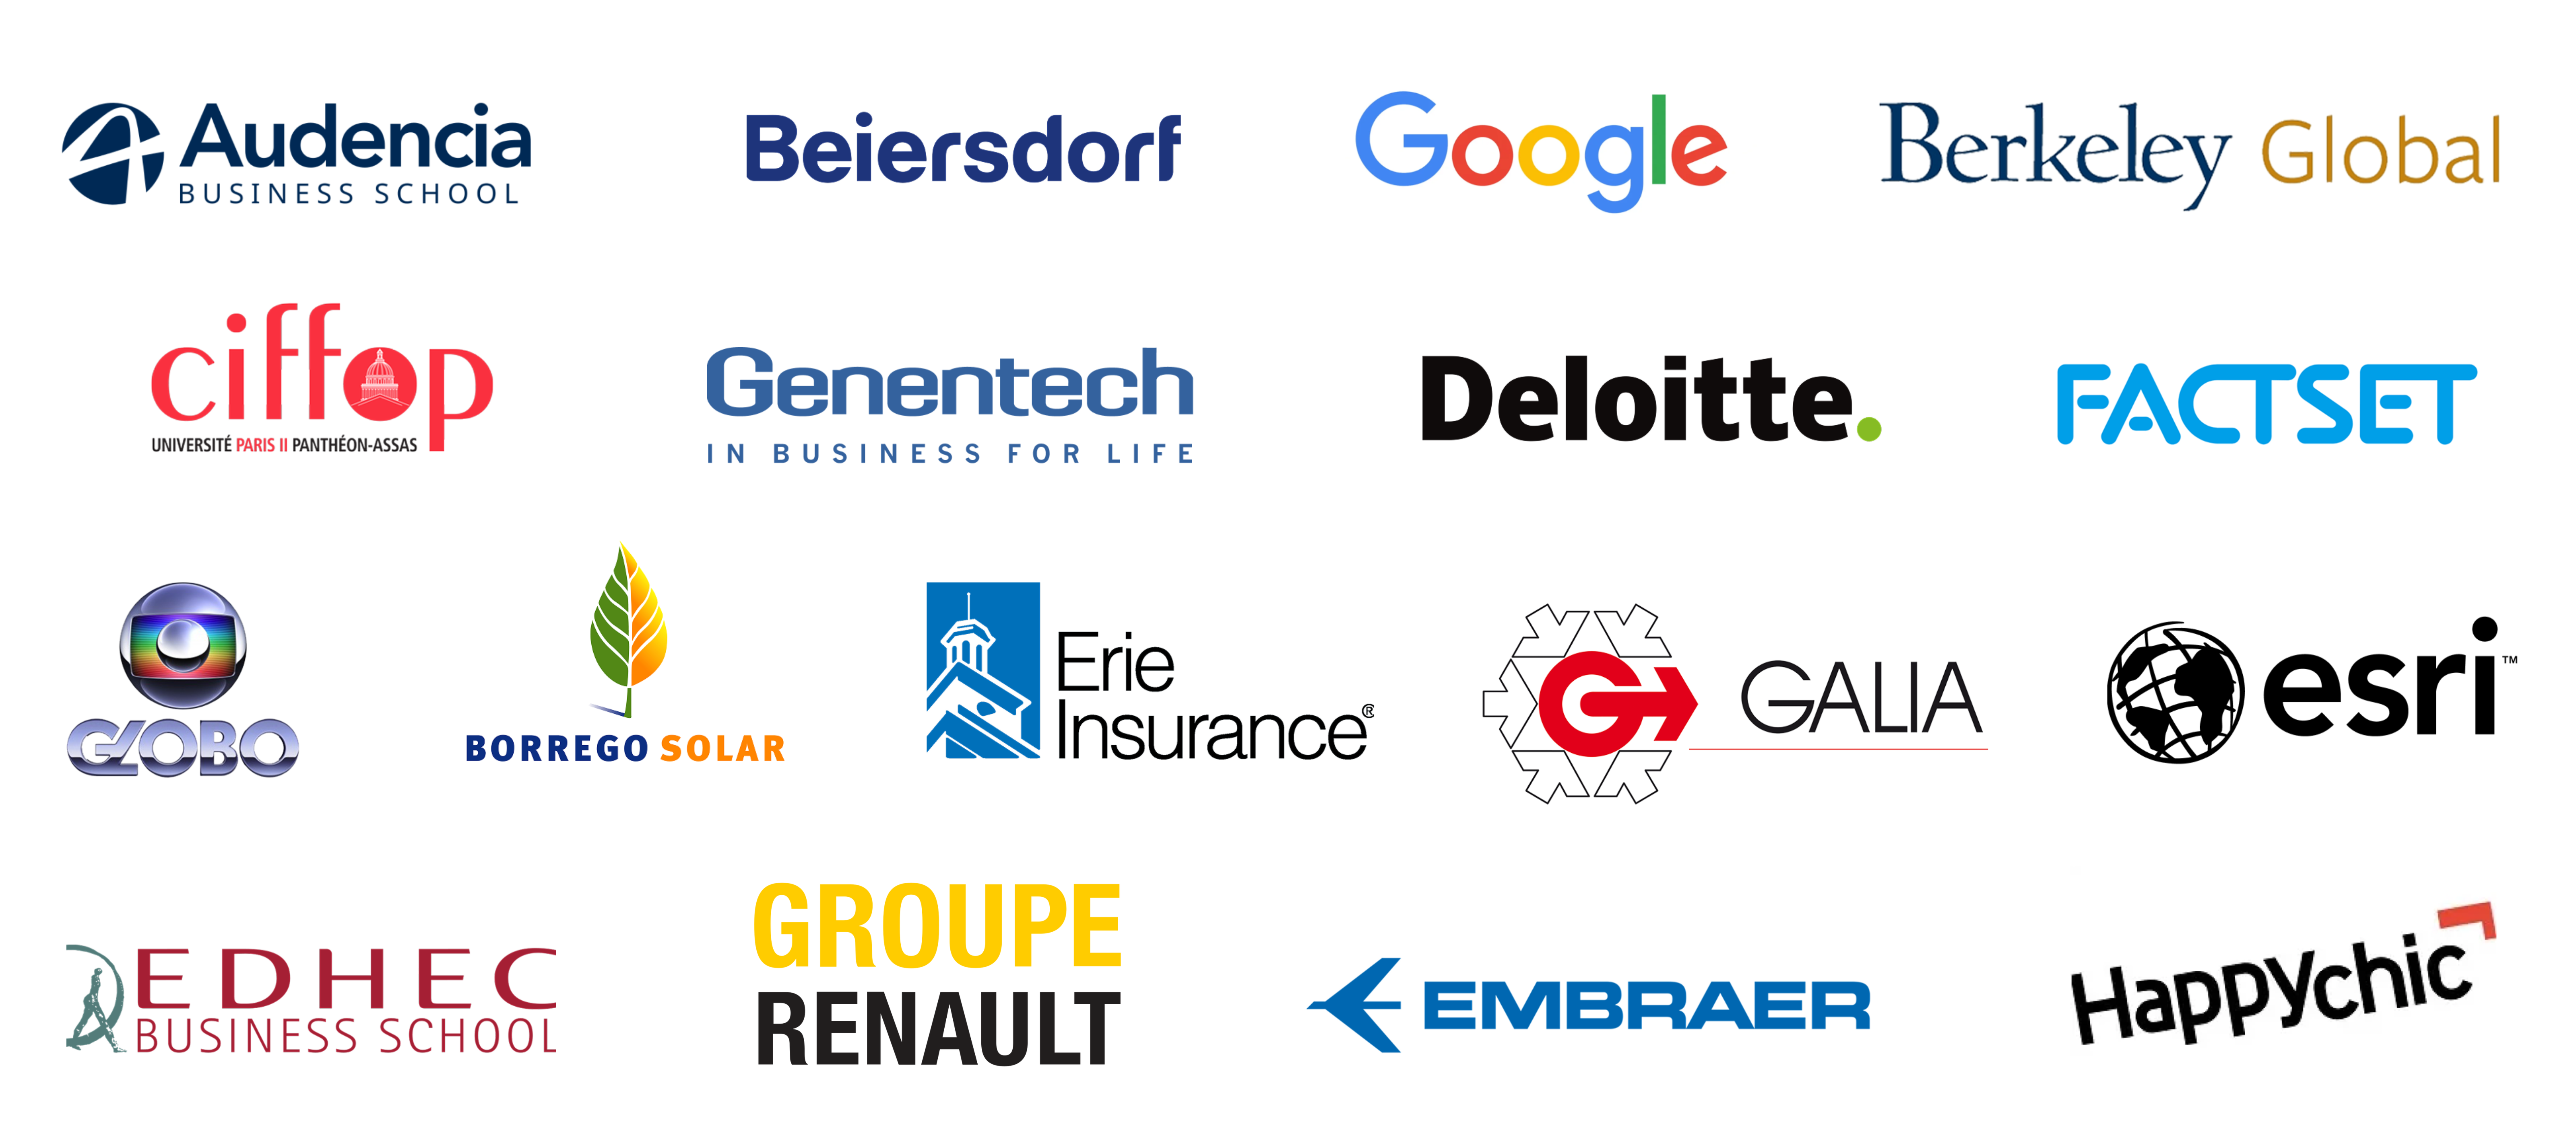 Audencia
BUSINESS SCHOOL
Beiersdorf
Google
Berkeley Global
ciffop
UNIVERSITÉ PARIS II PANTHÉON-ASSAS
Genentech
IN BUSINESS FOR LIFE
Deloitte.
FACTSET
GLOBO
BORREGO SOLAR
Erie
Insurance®
G
GALIA
esri™
EDHEC
BUSINESS SCHOOL
GROUPE
RENAULT
EMBRAER
Happychic